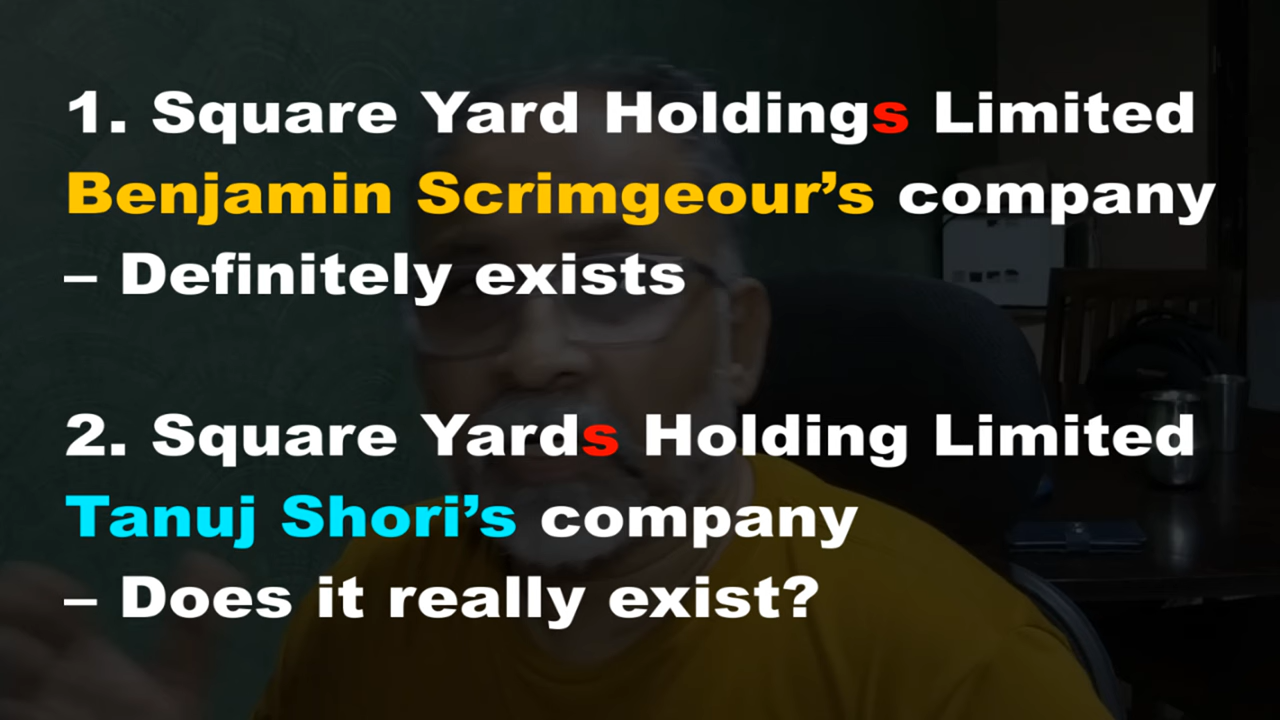 1. Square Yard Holdings Limited
Benjamin Scrimgeour’s company
– Definitely exists
2. Square Yards Holding Limited
Tanuj Shori’s company
– Does it really exist?